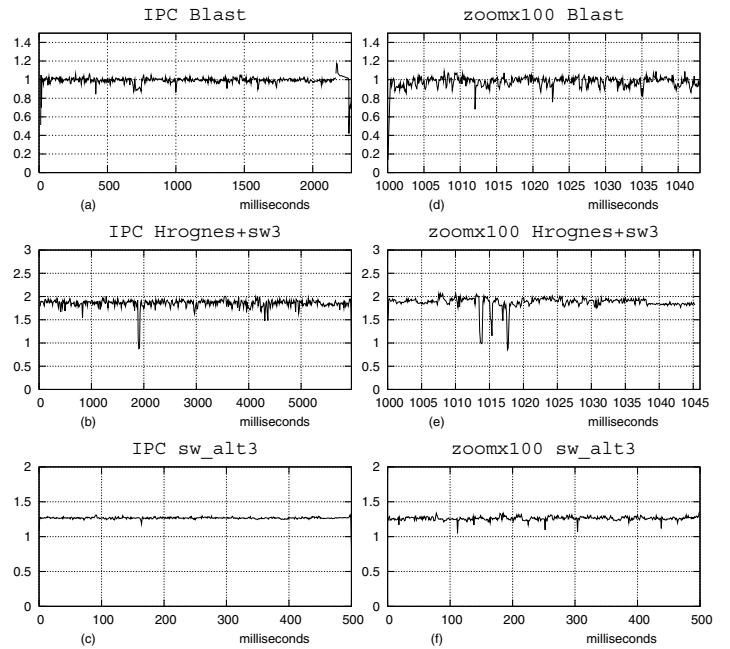 IPC Blast
1.4
1.2
1
0.8
0.6
0.4
0.2
0
0 500 1000 1500 2000
(a) milliseconds
zoomx100 Blast
1.4
1.2
1
0.8
0.6
0.4
0.2
0
1000 1005 1010 1015 1020 1025 1030 1035 1040
(d) milliseconds
IPC Hrognes+sw3
3
2.5
2
1.5
1
0.5
0
0 1000 2000 3000 4000 5000
(b) milliseconds
zoomx100 Hrognes+sw3
3
2.5
2
1.5
1
0.5
0
1000 1005 1010 1015 1020 1025 1030 1035 1040 1045
(e) milliseconds
IPC sw_alt3
2
1.5
1
0.5
0
0 100 200 300 400 500
(c) milliseconds
zoomx100 sw_alt3
2
1.5
1
0.5
0
0 100 200 300 400 500
(f) milliseconds